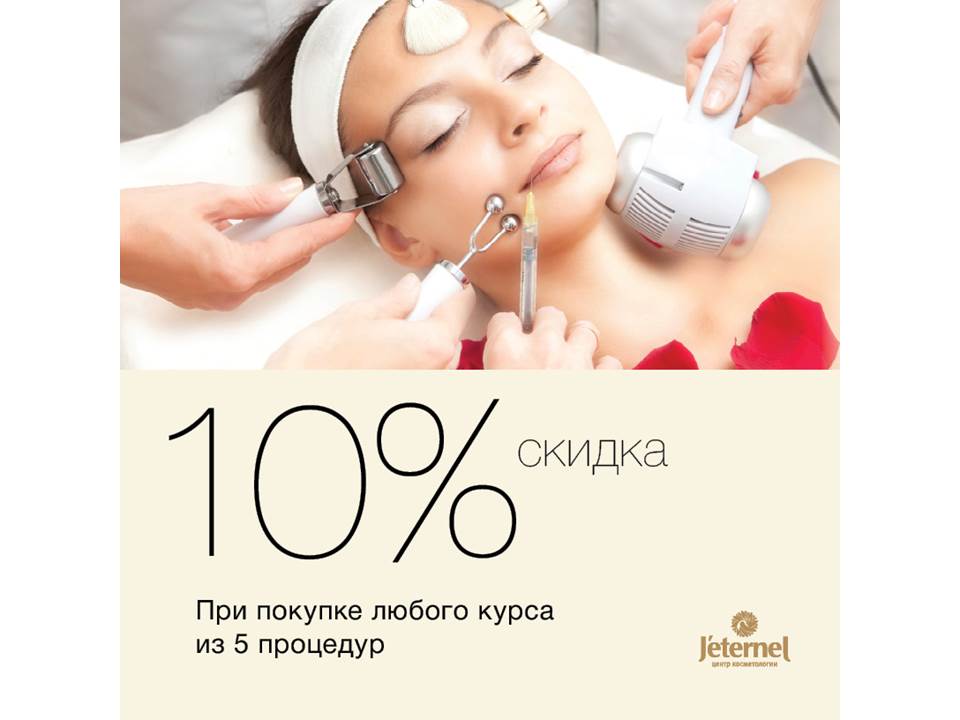 10% скидка
При покупке любого курса
из 5 процедур
J'eternel
центр косметологии